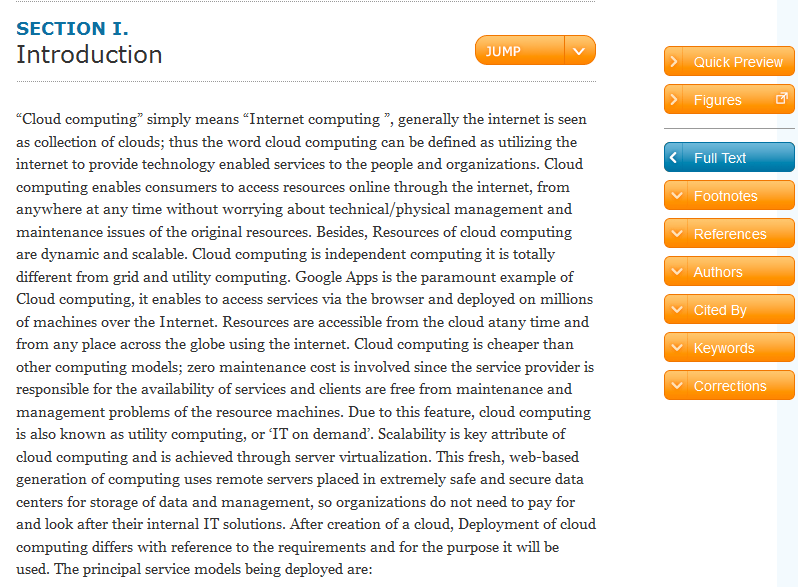 SECTION I.
Introduction
JUMP
“Cloud computing” simply means “Internet computing ”, generally the internet is seen
as collection of clouds; thus the word cloud computing can be defined as utilizing the
internet to provide technology enabled services to the people and organizations. Cloud
computing enables consumers to access resources online through the internet, from
anywhere at any time without worrying about technical/physical management and
maintenance issues of the original resources. Besides, Resources of cloud computing
are dynamic and scalable. Cloud computing is independent computing it is totally
different from grid and utility computing. Google Apps is the paramount example of
Cloud computing, it enables to access services via the browser and deployed on millions
of machines over the Internet. Resources are accessible from the cloud atany time and
from any place across the globe using the internet. Cloud computing is cheaper than
other computing models; zero maintenance cost is involved since the service provider is
responsible for the availability of services and clients are free from maintenance and
management problems of the resource machines. Due to this feature, cloud computing
is also known as utility computing, or ‘IT on demand’. Scalability is key attribute of
cloud computing and is achieved through server virtualization. This fresh, web-based
generation of computing uses remote servers placed in extremely safe and secure data
centers for storage of data and management, so organizations do not need to pay for
and look after their internal IT solutions. After creation of a cloud, Deployment of cloud
computing differs with reference to the requirements and for the purpose it will be
used. The principal service models being deployed are:
Quick Preview
Figures
Full Text
Footnotes
References
Authors
Cited By
Keywords
Corrections